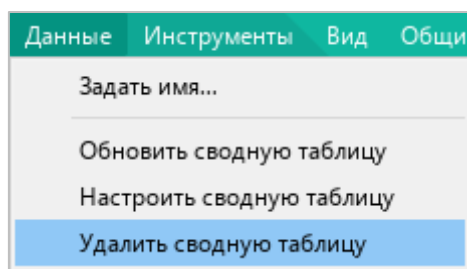 Данные Инструменты Вид Общи
Задать имя...
Обновить сводную таблицу
Настроить сводную таблицу
Удалить сводную таблицу